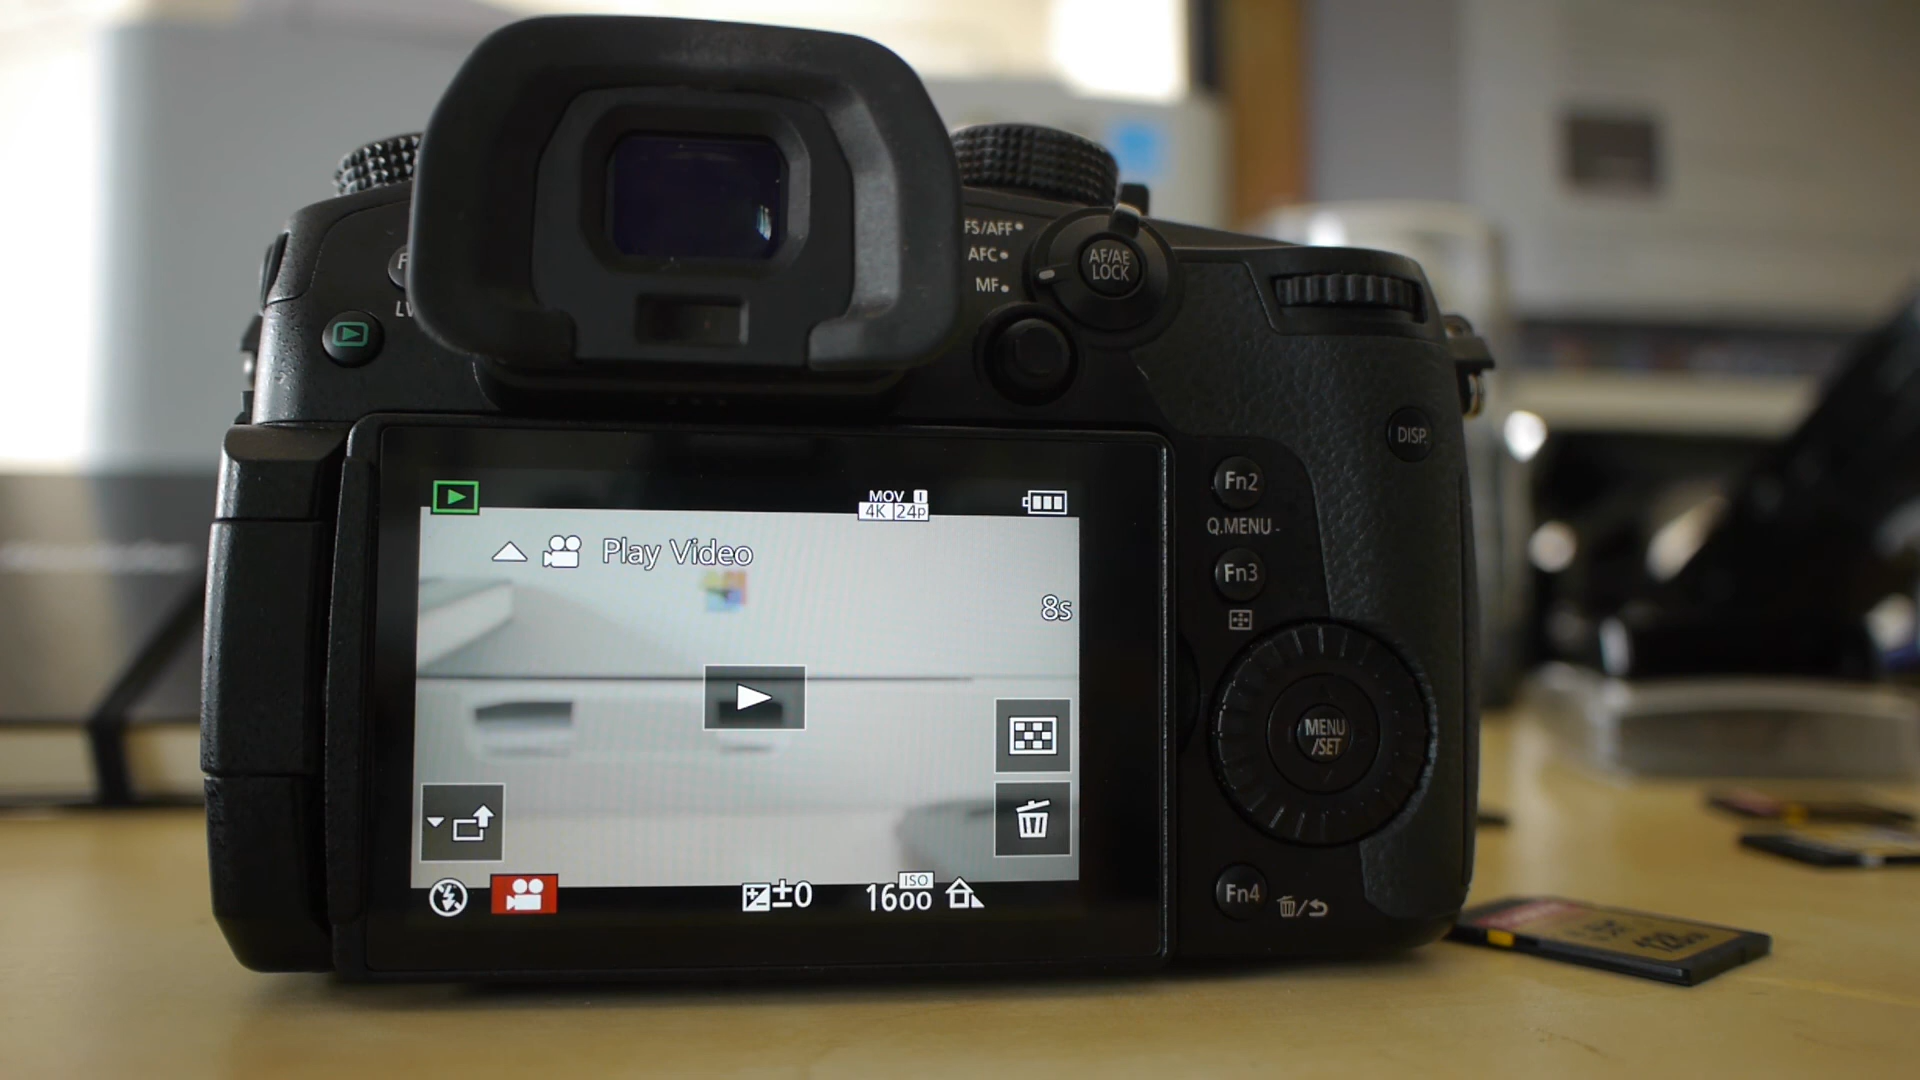 FS/AFF
AFC
MF
AF/AE
LOCK
DISP.
MOV
4K 24p
Play Video
8s
±0
ISO
1600
Fn2
Q.MENU
Fn3
MENU
/SET
Fn4